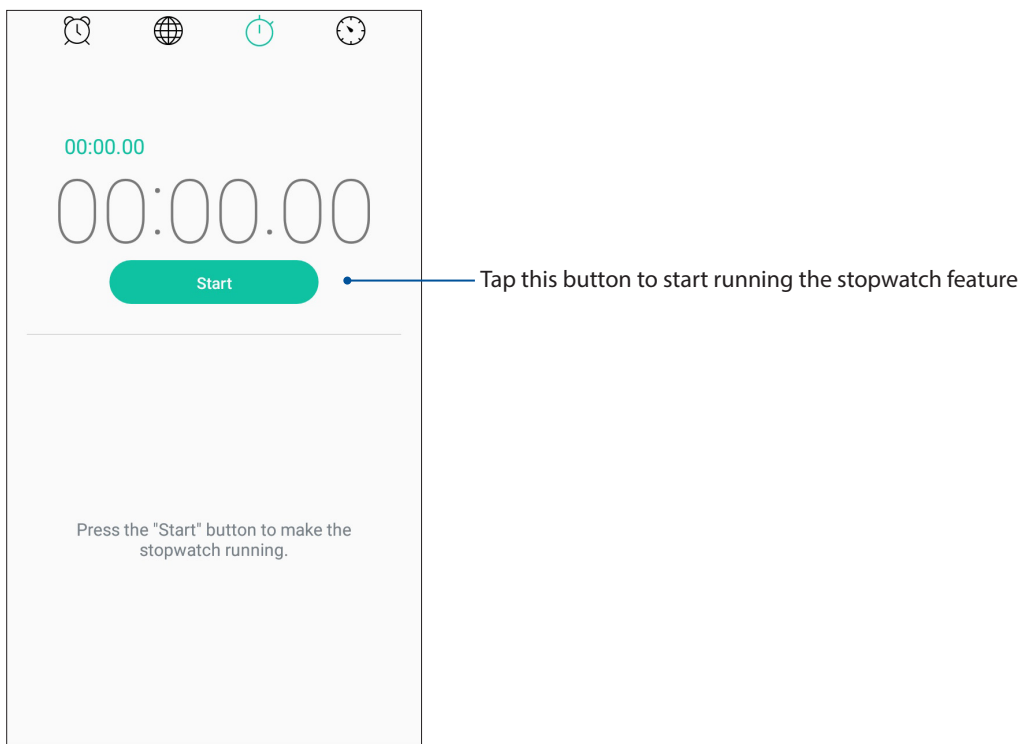 00:00.00
00:00.00
Start
Tap this button to start running the stopwatch feature
Press the "Start" button to make the
stopwatch running.